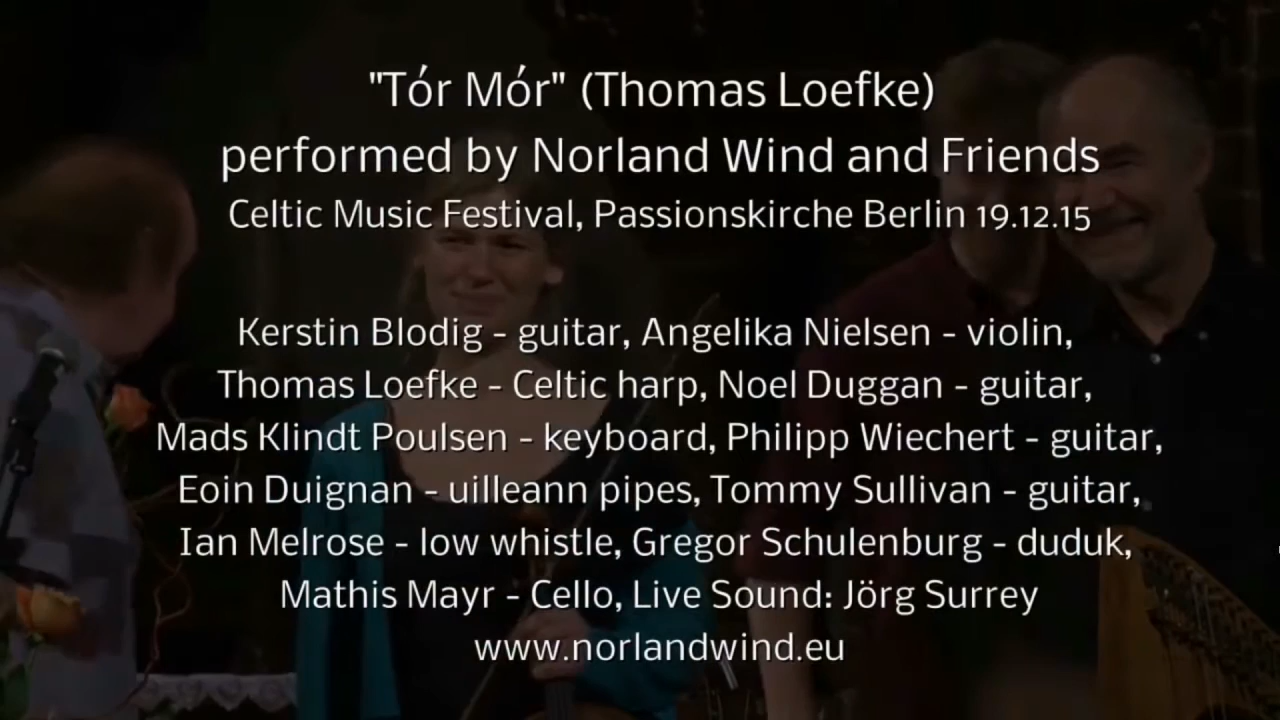 "Tór Mór" (Thomas Loefke)
performed by Norland Wind and Friends
Celtic Music Festival, Passionskirche Berlin 19.12.15
Kerstin Blodig - guitar, Angelika Nielsen - violin,
Thomas Loefke - Celtic harp, Noel Duggan - guitar,
Mads Klindt Poulsen - keyboard, Philipp Wiechert - guitar,
Eoin Duignan - uilleann pipes, Tommy Sullivan - guitar,
Ian Melrose - low whistle, Gregor Schulenburg - duduk,
Mathis Mayr - Cello, Live Sound: Jörg Surrey
www.norlandwind.eu